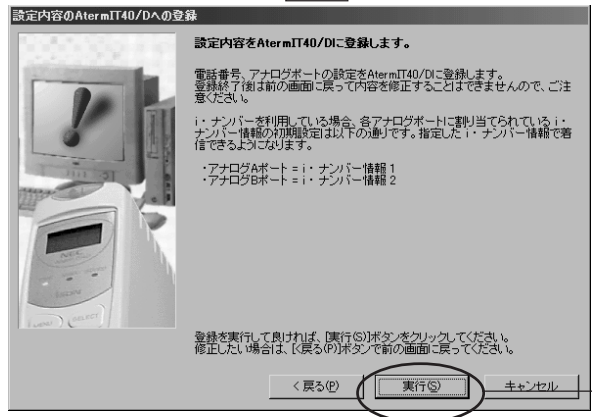 設定内容のAtermIT40/Dへの登録
設定内容をAtermIT40/Dに登録します。
電話番号、アナログポートの設定をAtermIT40/Dに登録します。
登録終了後は前の画面に戻って内容を修正することはできませんので、ご注
意ください。
i・ナンバーを利用している場合、各アナログポートに割り当てられているi・
ナンバー情報の初期設定は以下の通りです。指定したi・ナンバー情報で着
信できるようになります。
・アナログAポート=i・ナンバー情報1
・アナログBポート=i・ナンバー情報2
NEC
MENU
SELECT
登録を実行して良ければ、[実行(S)]ボタンをクリックしてください。
修正したい場合は、[<戻る(P)]ボタンで前の画面に戻ってください。
<戻る(P)
実行(S)
キャンセル